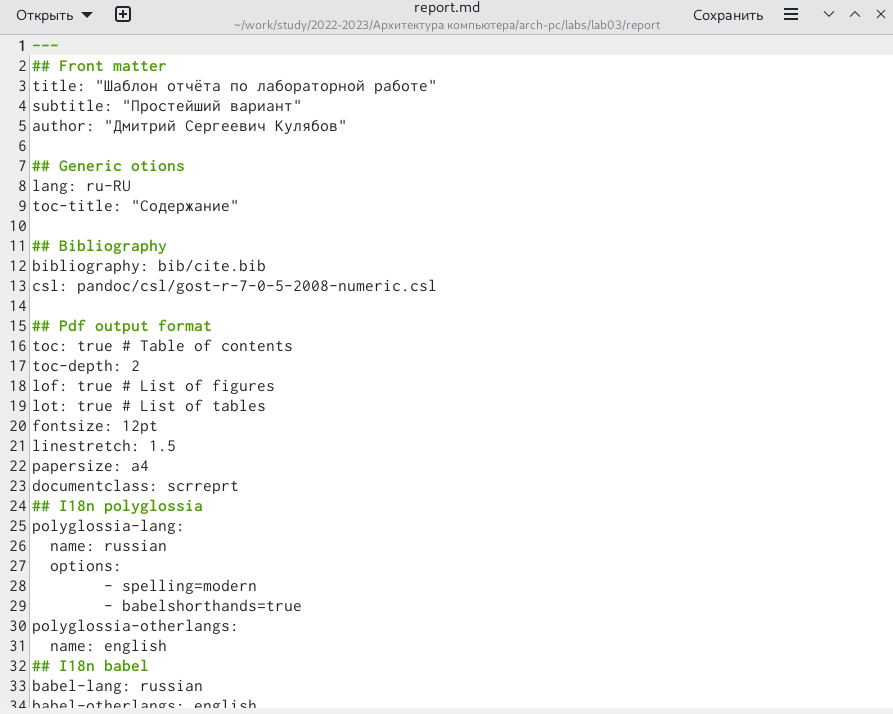 Открыть
report.md
~/work/study/2022-2023/Архитектура компьютера/arch-pc/labs/lab03/report
Сохранить
1 ---
2 ## Front matter
3 title: "Шаблон отчёта по лабораторной работе"
4 subtitle: "Простейший вариант"
5 author: "Дмитрий Сергеевич Кулябов"
6
7 ## Generic otions
8 lang: ru-RU
9 toc-title: "Содержание"
10
11 ## Bibliography
12 bibliography: bib/cite.bib
13 csl: pandoc/csl/gost-r-7-0-5-2008-numeric.csl
14
15 ## Pdf output format
16 toc: true # Table of contents
17 toc-depth: 2
18 lof: true # List of figures
19 lot: true # List of tables
20 fontsize: 12pt
21 linestretch: 1.5
22 papersize: a4
23 documentclass: scrreprt
24 ## I18n polyglossia
25 polyglossia-lang:
26   name: russian
27   options:
28         - spelling=modern
29         - babelshorthands=true
30 polyglossia-otherlangs:
31   name: english
32 ## I18n babel
33 babel-lang: russian
34 babel-otherlangs: english